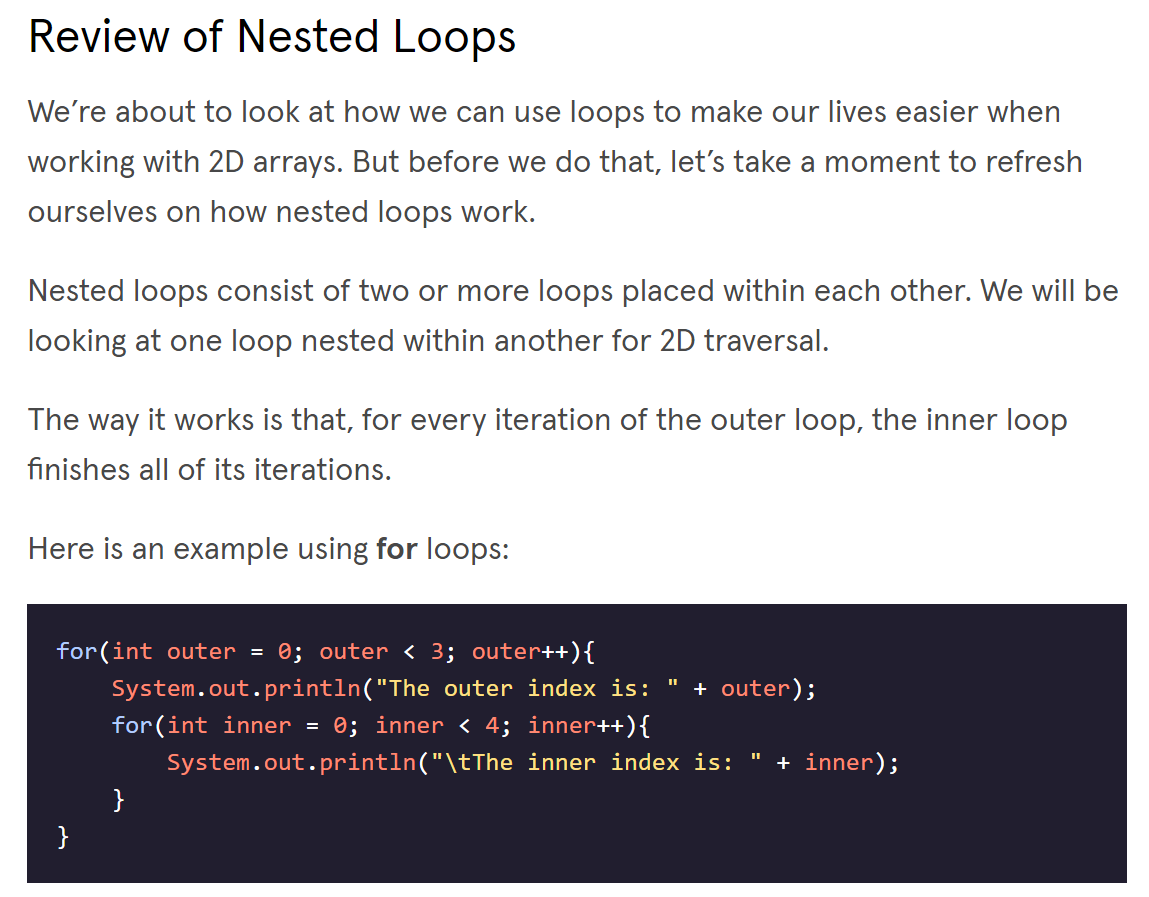 Review of Nested Loops
We’re about to look at how we can use loops to make our lives easier when
working with 2D arrays. But before we do that, let’s take a moment to refresh
ourselves on how nested loops work.
Nested loops consist of two or more loops placed within each other. We will be
looking at one loop nested within another for 2D traversal.
The way it works is that, for every iteration of the outer loop, the inner loop
finishes all of its iterations.
Here is an example using for loops:
for(int outer = 0; outer < 3; outer++){
    System.out.println("The outer index is: " + outer);
    for(int inner = 0; inner < 4; inner++){
        System.out.println("\tThe inner index is: " + inner);
    }
}